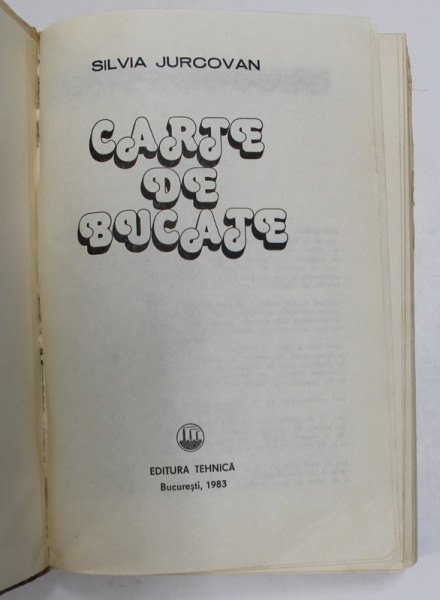 SILVIA JURCOVAN
CARTE
DE
BUCATE
EDITURA TEHNICĂ
București, 1983